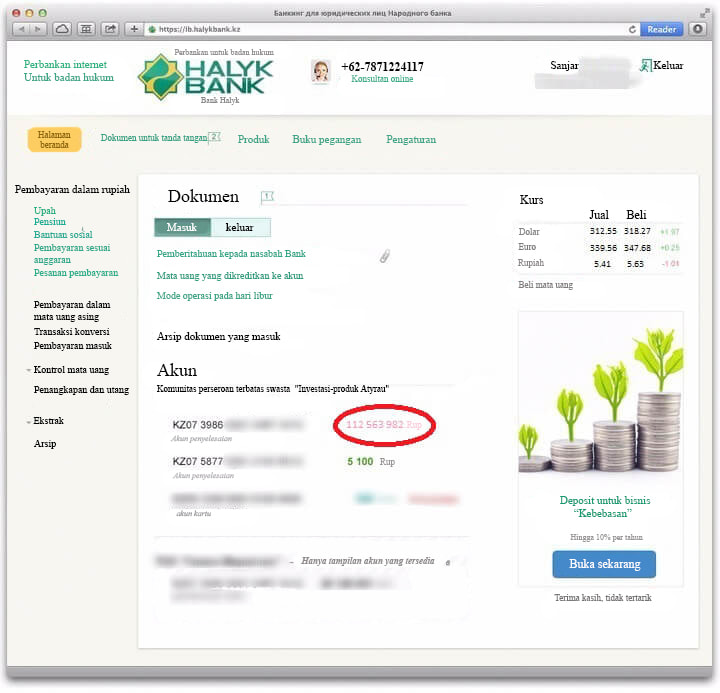 Банкинг для юридических лиц Народного банка
https://ib.halykbank.kz
Reader
Perbankan internet
Untuk badan hukum
Perbankan untuk badan hukum
HALYK
BANK
Bank Halyk
+62-7871224117
Konsultan online
Sanjar
Keluar
Halaman
beranda
Dokumen untuk tanda tangan 2
Produk
Buku pegangan
Pengaturan
Pembayaran dalam rupiah
Upah
Pensiun
Bantuan sosial
Pembayaran sesuai
anggaran
Pesanan pembayaran
Pembayaran dalam
mata uang asing
Transaksi konversi
Pembayaran masuk
Kontrol mata uang
Penangkapan dan utang
Ekstrak
Arsip
Dokumen 1
Masuk keluar
Pemberitahuan kepada nasabah Bank
Mata uang yang dikreditkan ke akun
Mode operasi pada hari libur
Arsip dokumen yang masuk
Akun
Komunitas perseroan terbatas swasta "Investasi-produk Atyrau"
KZ07 3986 112 563 982 Rup
Akun penyelesaian
KZ07 5877 5 100 Rup
Akun penyelesaian
akun kartu
- Hanya tampilan akun yang tersedia
Kurs
Jual Beli
Dolar 312.55 318.27 +1.97
Euro 339.56 347.68 +0.25
Rupiah 5.41 5.63 -1.01
Beli mata uang
Deposit untuk bisnis
“Kebebasan”
Hingga 10% per tahun
Buka sekarang
Terima kasih, tidak tertarik